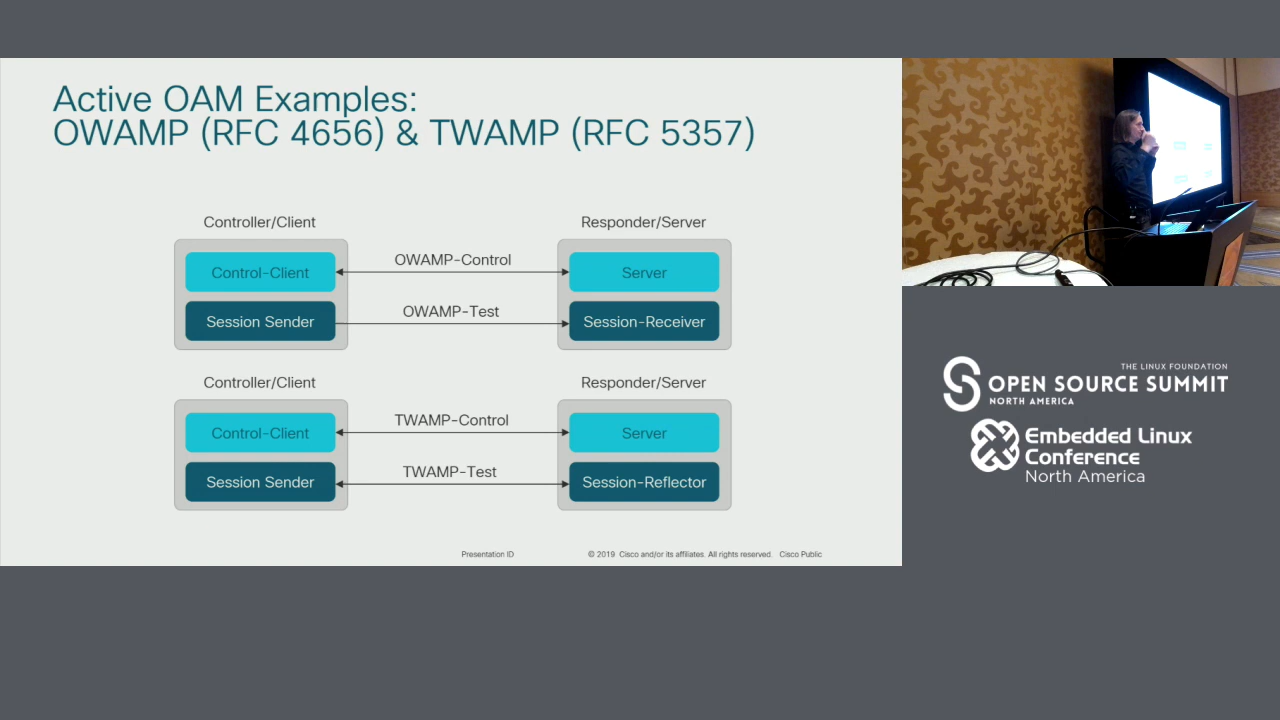 Active OAM Examples:
OWAMP (RFC 4656) & TWAMP (RFC 5357)
Controller/Client
Responder/Server
Control-Client
OWAMP-Control
Server
Session Sender
OWAMP-Test
Session-Receiver
Controller/Client
Responder/Server
Control-Client
TWAMP-Control
Server
Session Sender
TWAMP-Test
Session-Reflector
Presentation ID
© 2019 Cisco and/or its affiliates. All rights reserved. Cisco Public
THE LINUX FOUNDATION
OPEN SOURCE SUMMIT
NORTH AMERICA
Embedded Linux
Conference
North America